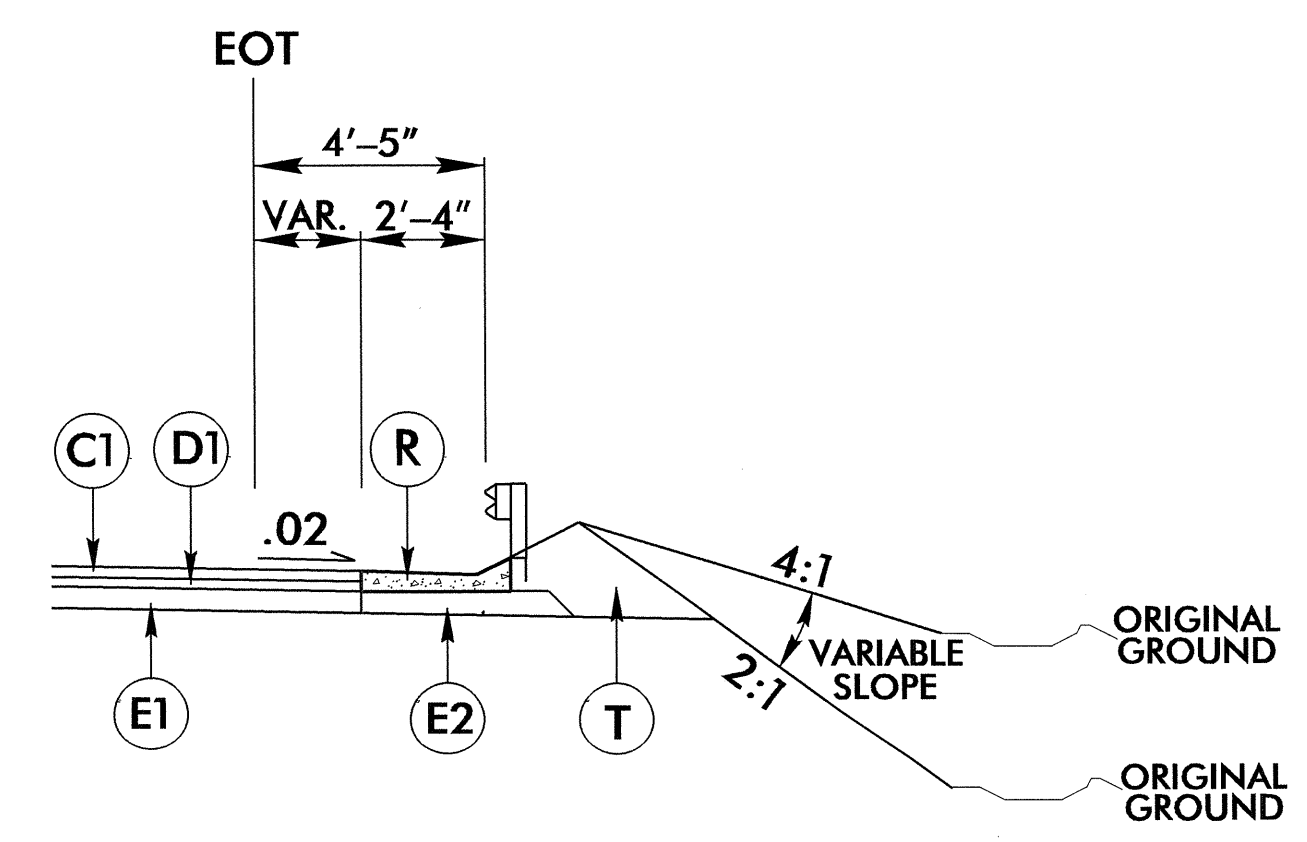 EOT
4'–5"
VAR. 2'–4"
C1 D1 R
.02
4:1
ORIGINAL
GROUND
VARIABLE
SLOPE
2:1
E1 E2 T
ORIGINAL
GROUND